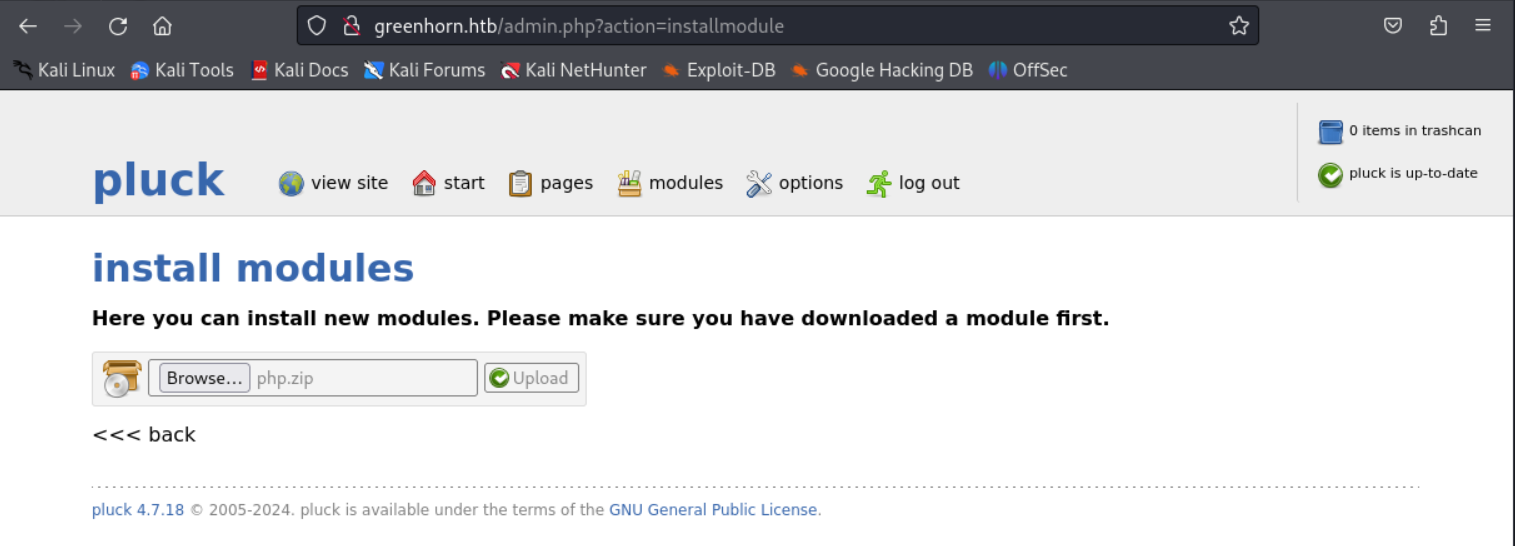 greenhorn.htb/admin.php?action=installmodule
Kali Linux Kali Tools Kali Docs Kali Forums Kali NetHunter Exploit-DB Google Hacking DB OffSec
0 items in trashcan
pluck is up-to-date
pluck view site start pages modules options log out
install modules
Here you can install new modules. Please make sure you have downloaded a module first.
Browse... php.zip Upload
<<< back
pluck 4.7.18 © 2005-2024. pluck is available under the terms of the GNU General Public License.